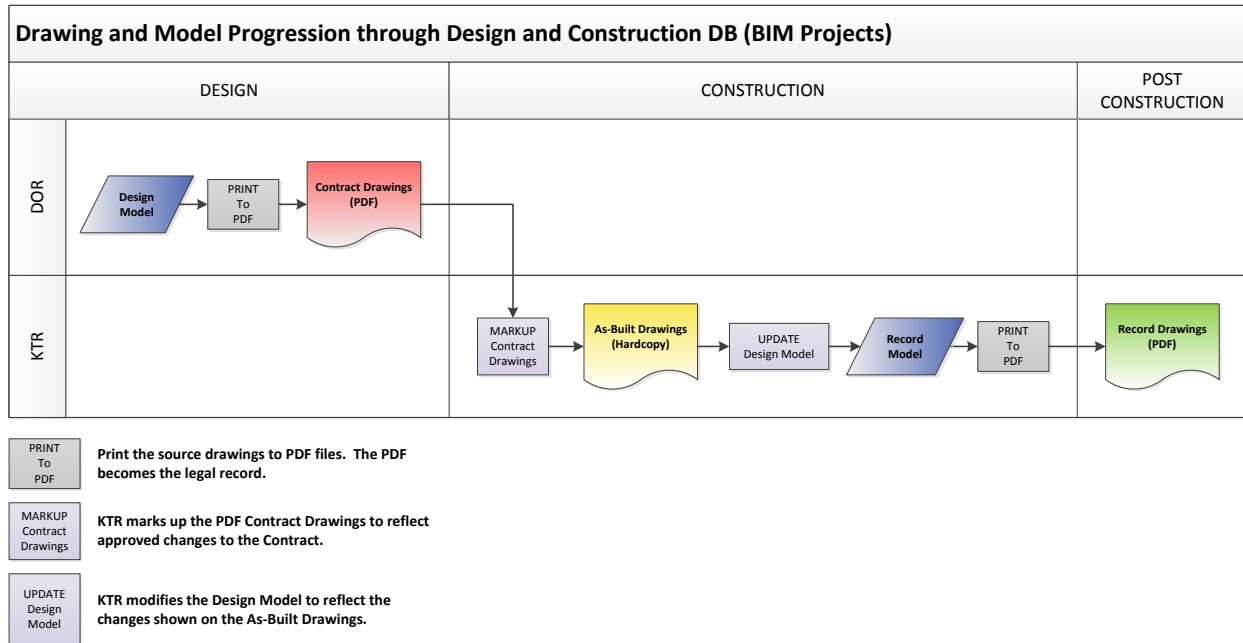 Drawing and Model Progression through Design and Construction DB (BIM Projects)
DESIGN
CONSTRUCTION
POST
CONSTRUCTION
DOR
Design
Model
PRINT
To
PDF
Contract Drawings
(PDF)
KTR
MARKUP
Contract
Drawings
As-Built Drawings
(Hardcopy)
UPDATE
Design Model
Record
Model
PRINT
To
PDF
Record Drawings
(PDF)
PRINT
To
PDF
Print the source drawings to PDF files.  The PDF
becomes the legal record.
MARKUP
Contract
Drawings
KTR marks up the PDF Contract Drawings to reflect
approved changes to the Contract.
UPDATE
Design
Model
KTR modifies the Design Model to reflect the
changes shown on the As-Built Drawings.